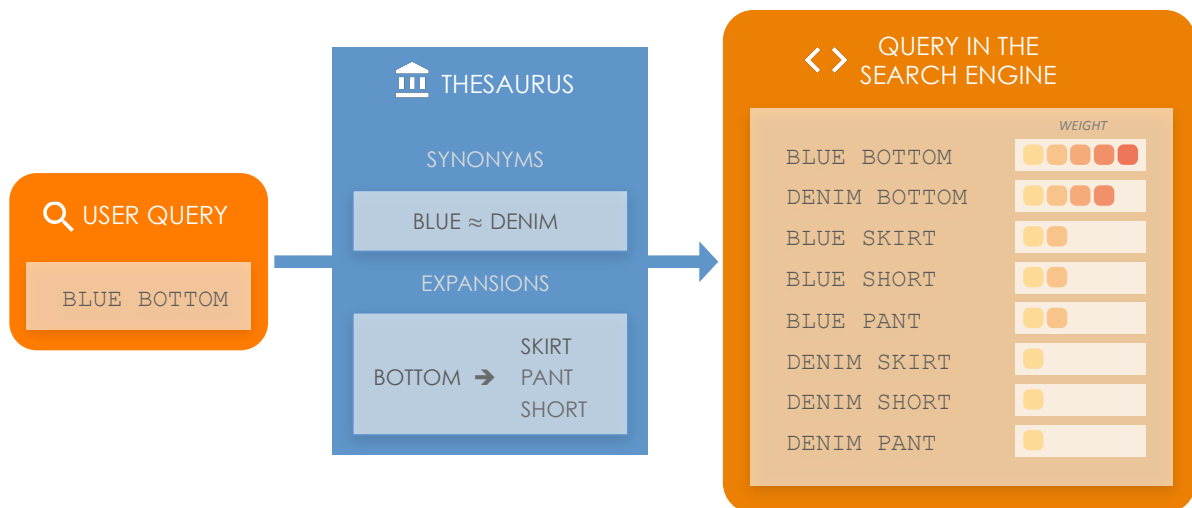 USER QUERY
BLUE BOTTOM
THESAURUS
SYNONYMS
BLUE ≈ DENIM
EXPANSIONS
BOTTOM ➔
SKIRT
PANT
SHORT
QUERY IN THE
SEARCH ENGINE
WEIGHT
BLUE BOTTOM
DENIM BOTTOM
BLUE SKIRT
BLUE SHORT
BLUE PANT
DENIM SKIRT
DENIM SHORT
DENIM PANT